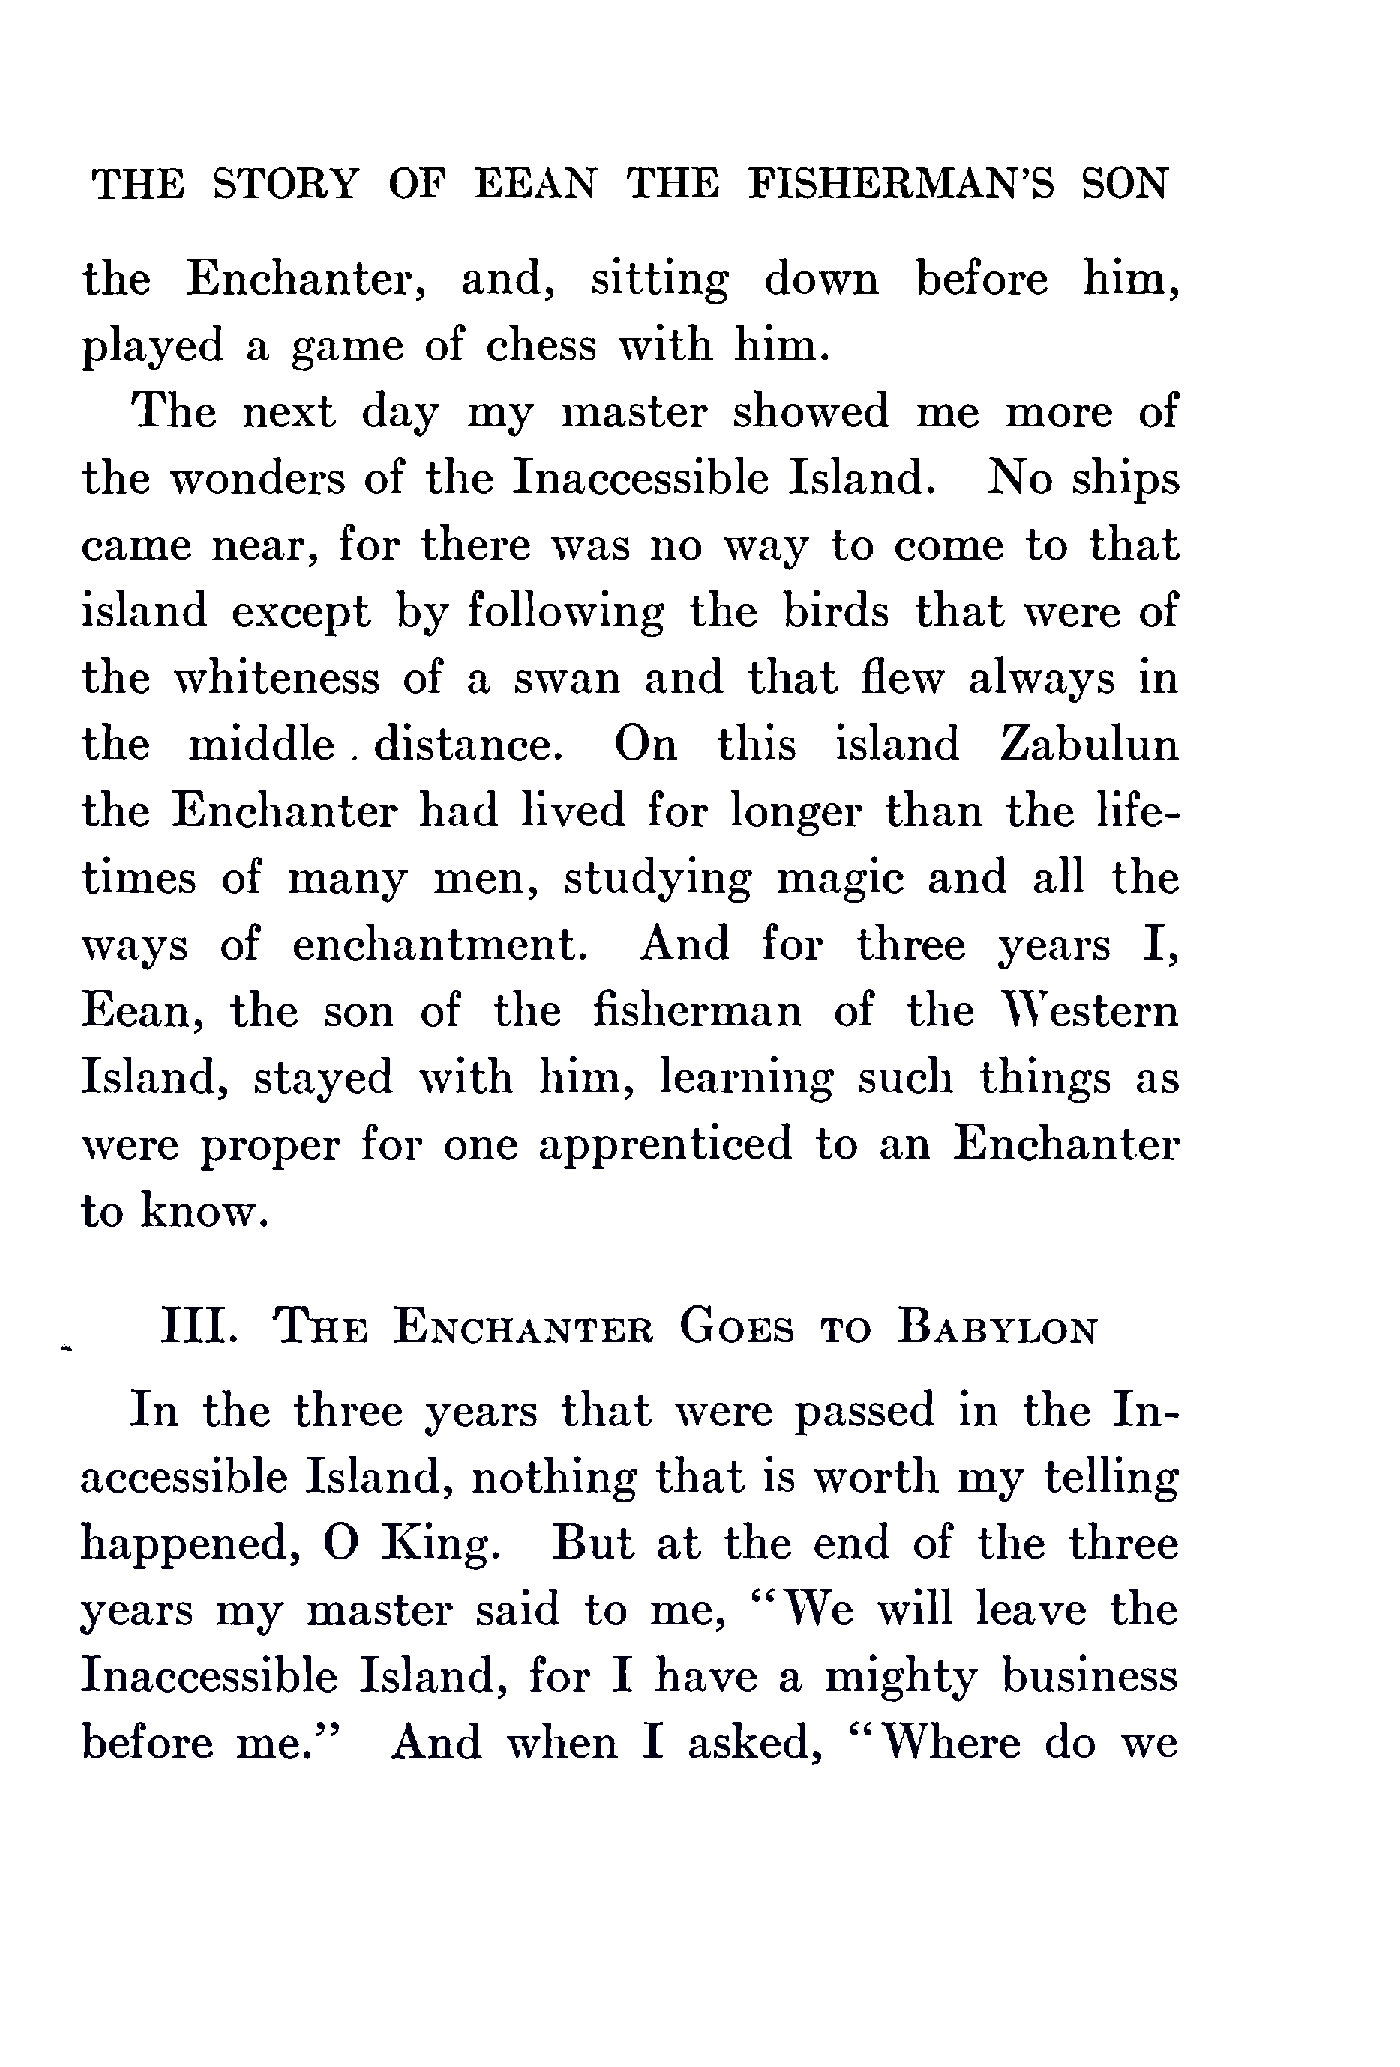 THE STORY OF EEAN THE FISHERMAN'S SON
the Enchanter, and, sitting down before him,
played a game of chess with him.
The next day my master showed me more of
the wonders of the Inaccessible Island. No ships
came near, for there was no way to come to that
island except by following the birds that were of
the whiteness of a swan and that flew always in
the middle . distance. On this island Zabulun
the Enchanter had lived for longer than the life-
times of many men, studying magic and all the
ways of enchantment. And for three years I,
Eean, the son of the fisherman of the Western
Island, stayed with him, learning such things as
were proper for one apprenticed to an Enchanter
to know.
III. The Enchanter Goes to Babylon
In the three years that were passed in the In-
accessible Island, nothing that is worth my telling
happened, O King. But at the end of the three
years my master said to me, “We will leave the
Inaccessible Island, for I have a mighty business
before me.” And when I asked, “Where do we